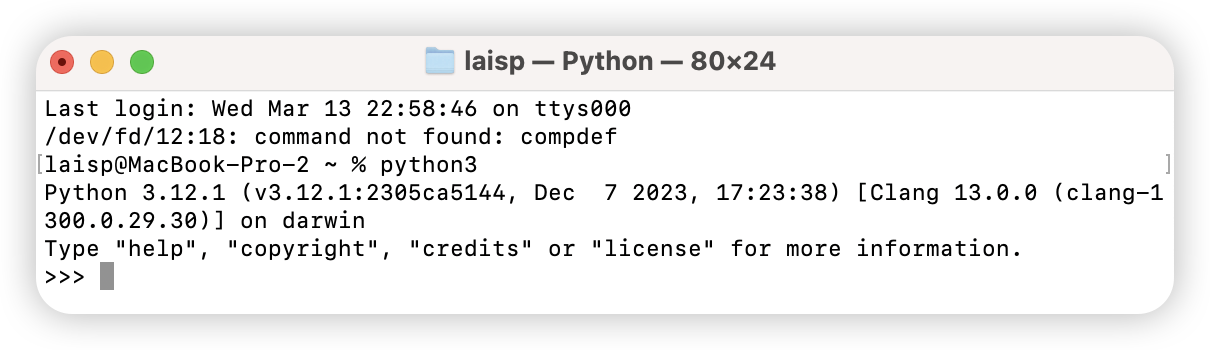 laisp — Python — 80×24
Last login: Wed Mar 13 22:58:46 on ttys000
/dev/fd/12:18: command not found: compdef
[laisp@MacBook-Pro-2 ~ % python3 ]
Python 3.12.1 (v3.12.1:2305ca5144, Dec  7 2023, 17:23:38) [Clang 13.0.0 (clang-1
300.0.29.30)] on darwin
Type "help", "copyright", "credits" or "license" for more information.
>>>